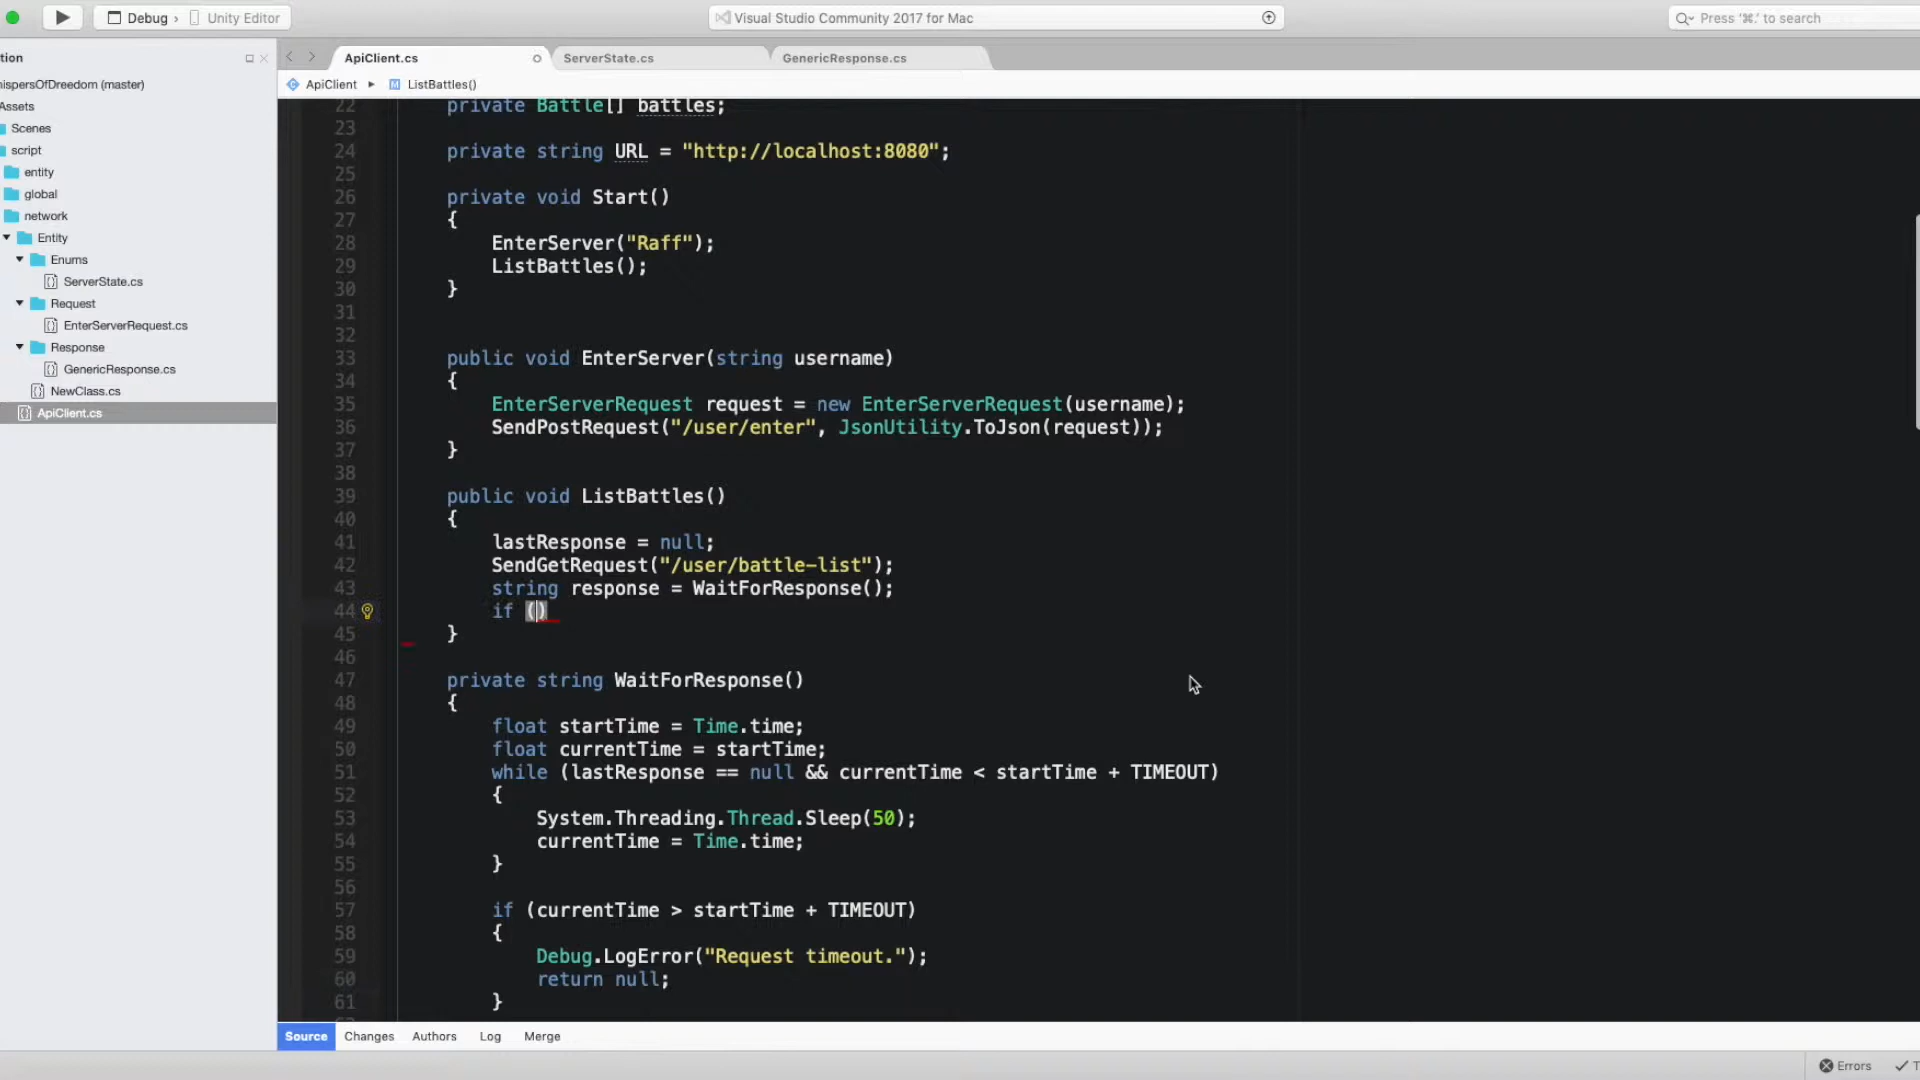 Debug › Unity Editor
Visual Studio Community 2017 for Mac
Press '⌘.' to search
tion
ApiClient.cs
ServerState.cs
GenericResponse.cs
ispersOfDreedom (master)
Assets
Scenes
script
entity
global
network
Entity
Enums
ServerState.cs
Request
EnterServerRequest.cs
Response
GenericResponse.cs
NewClass.cs
ApiClient.cs
ApiClient ▸ M ListBattles()
22 private Battle[] battles;
23
24 private string URL = "http://localhost:8080";
25
26 private void Start()
27 {
28 EnterServer("Raff");
29 ListBattles();
30 }
31
32
33 public void EnterServer(string username)
34 {
35 EnterServerRequest request = new EnterServerRequest(username);
36 SendPostRequest("/user/enter", JsonUtility.ToJson(request));
37 }
38
39 public void ListBattles()
40 {
41 lastResponse = null;
42 SendGetRequest("/user/battle-list");
43 string response = WaitForResponse();
44 if ()
45 }
46
47 private string WaitForResponse()
48 {
49 float startTime = Time.time;
50 float currentTime = startTime;
51 while (lastResponse == null && currentTime < startTime + TIMEOUT)
52 {
53 System.Threading.Thread.Sleep(50);
54 currentTime = Time.time;
55 }
56
57 if (currentTime > startTime + TIMEOUT)
58 {
59 Debug.LogError("Request timeout.");
60 return null;
61 }
Source Changes Authors Log Merge
Errors